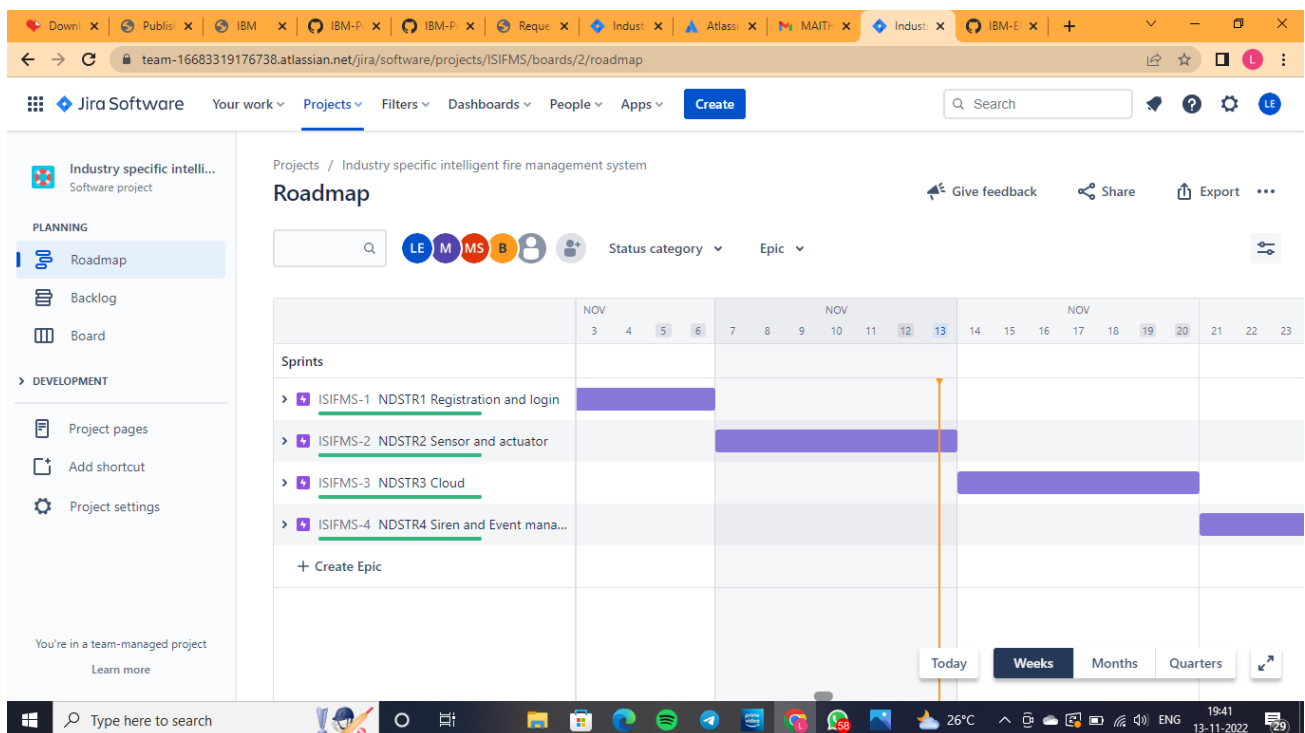 Downl
Publis
IBM
IBM-P
IBM-P
Reque
Indust
Atlassi
MAITH
Indust
IBM-E
team-16683319176738.atlassian.net/jira/software/projects/ISIFMS/boards/2/roadmap
L
Jira Software
Your work
Projects
Filters
Dashboards
People
Apps
Create
Search
LE
Industry specific intelli...
Software project
PLANNING
Roadmap
Backlog
Board
DEVELOPMENT
Project pages
Add shortcut
Project settings
You're in a team-managed project
Learn more
Projects / Industry specific intelligent fire management system
Roadmap
Give feedback
Share
Export
LE M MS B
Status category
Epic
NOV NOV NOV
3 4 5 6 7 8 9 10 11 12 13 14 15 16 17 18 19 20 21 22 23
Sprints
ISIFMS-1 NDSTR1 Registration and login
ISIFMS-2 NDSTR2 Sensor and actuator
ISIFMS-3 NDSTR3 Cloud
ISIFMS-4 NDSTR4 Siren and Event mana...
+ Create Epic
Today
Weeks
Months
Quarters
Type here to search
prime video
L
58
26°C
ENG
19:41
13-11-2022
29